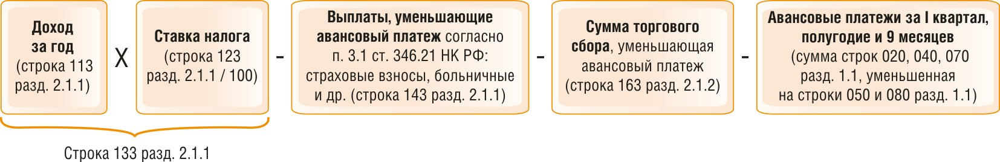 Доход
за год
(строка 113
разд. 2.1.1)
X
Ставка налога
(строка 123
разд. 2.1.1 / 100)
-
Выплаты, уменьшающие
авансовый платеж согласно
п. 3.1 ст. 346.21 НК РФ:
страховые взносы, больничные
и др. (строка 143 разд. 2.1.1)
-
Сумма торгового
сбора, уменьшающая
авансовый платеж
(строка 163 разд. 2.1.2)
-
Авансовые платежи за I квартал,
полугодие и 9 месяцев
(сумма строк 020, 040, 070
разд. 1.1, уменьшенная
на строки 050 и 080 разд. 1.1)
Строка 133 разд. 2.1.1